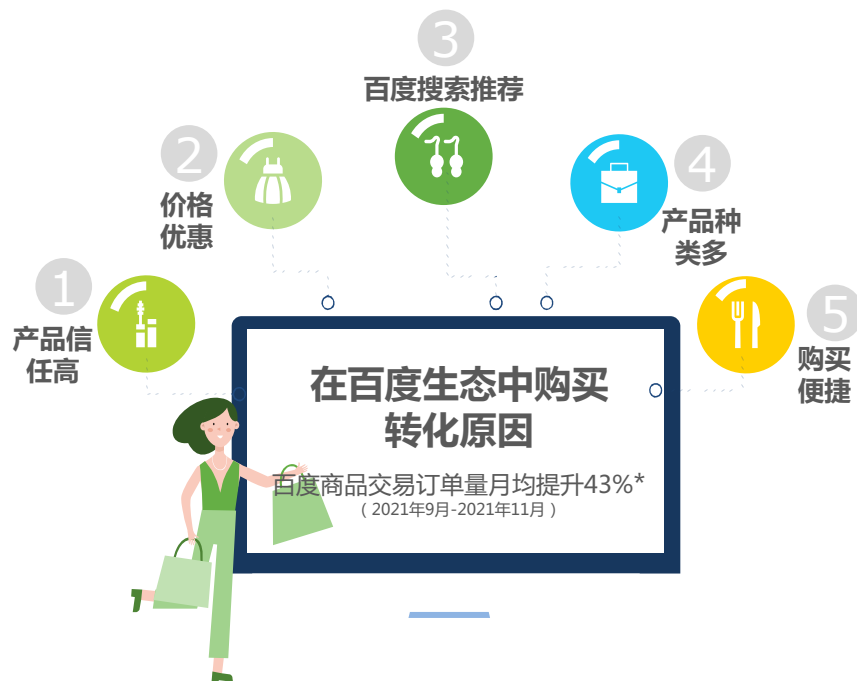 1
产品信
任高
2
价格
优惠
3
百度搜索推荐
4
产品种
类多
5
购买
便捷
在百度生态中购买
转化原因
百度商品交易订单量月均提升43%*
（2021年9月-2021年11月）